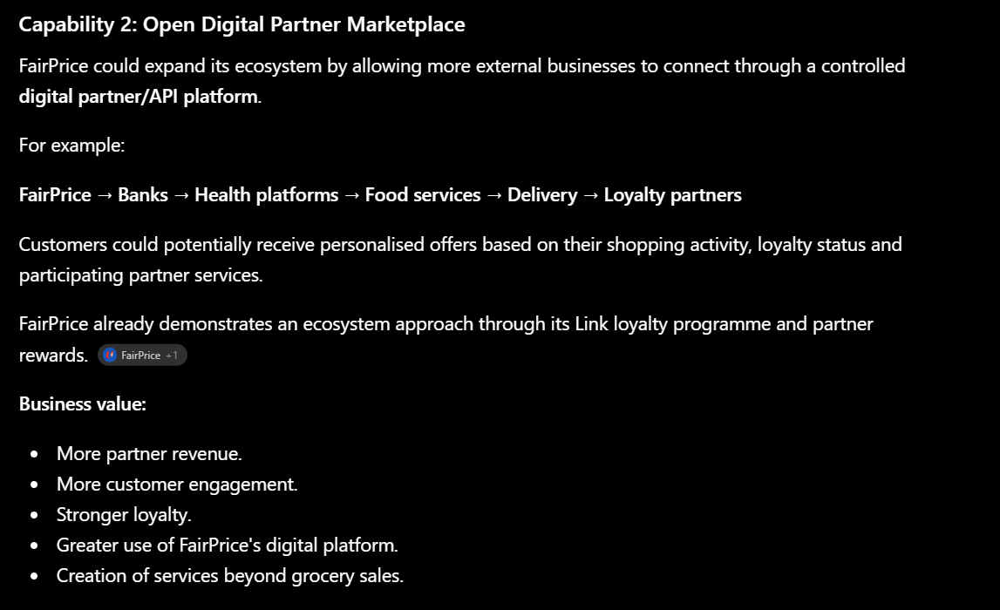 Capability 2: Open Digital Partner Marketplace
FairPrice could expand its ecosystem by allowing more external businesses to connect through a controlled
digital partner/API platform.
For example:
FairPrice → Banks → Health platforms → Food services → Delivery → Loyalty partners
Customers could potentially receive personalised offers based on their shopping activity, loyalty status and
participating partner services.
FairPrice already demonstrates an ecosystem approach through its Link loyalty programme and partner
rewards. FairPrice +1
Business value:
• More partner revenue.
• More customer engagement.
• Stronger loyalty.
• Greater use of FairPrice's digital platform.
• Creation of services beyond grocery sales.